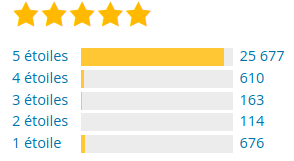 5 étoiles 25 677
4 étoiles 610
3 étoiles 163
2 étoiles 114
1 étoile 676